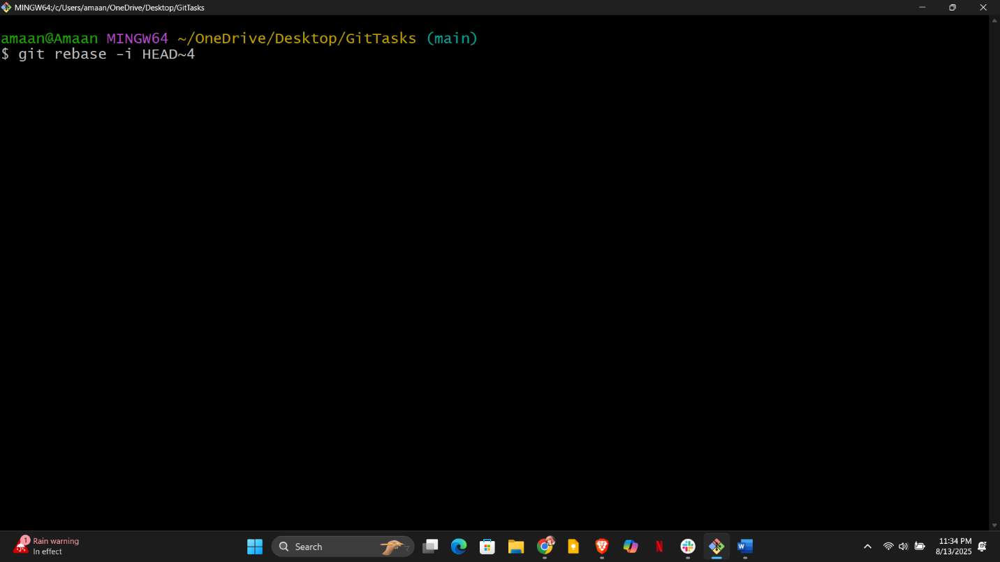 MINGW64:/c/Users/amaan/OneDrive/Desktop/GitTasks
amaan@Amaan MINGW64 ~/OneDrive/Desktop/GitTasks (main)
$ git rebase -i HEAD~4
1
Rain warning
In effect
Search
N
W
11:34 PM
8/13/2025